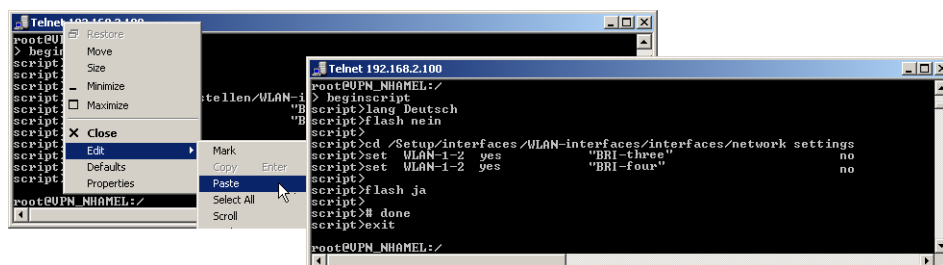 Telnet 192.168.2.100
Restore
Move
Size
Minimize
Maximize
Close
Edit
Defaults
Properties
Mark
Copy Enter
Paste
Select All
Scroll
> begin
script
script
script
script tellen/WLAN-i
script "B
script "B
script
script
script
script
root@VPN_NHAMEL:/
Telnet 192.168.2.100
root@VPN_NHAMEL:/
> beginscript
script>lang Deutsch
script>flash nein
script>
script>cd /Setup/interfaces/WLAN-interfaces/interfaces/network settings
script>set WLAN-1-2 yes "BRI-three" no
script>set WLAN-1-2 yes "BRI-four" no
script>
script>flash ja
script>
script># done
script>exit
root@VPN_NHAMEL:/